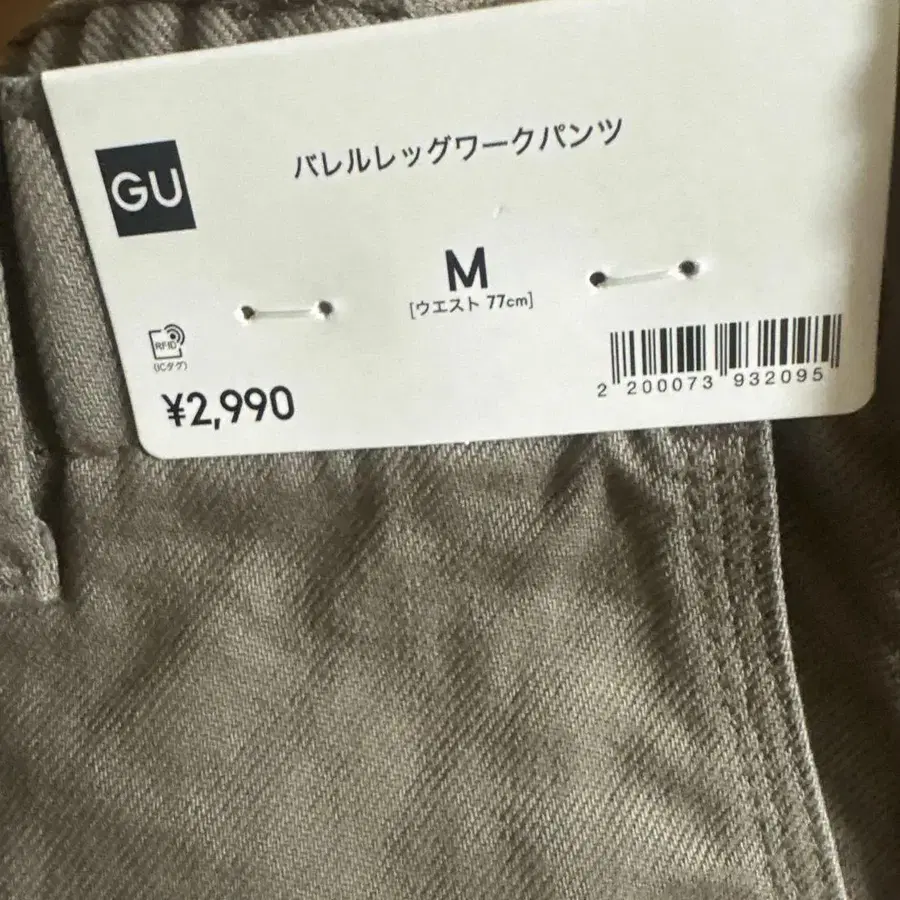 GU
バレルレッグワークパンツ
M
[ウエスト 77cm]
RFID
(ICタグ)
¥2,990
2 200073 932095